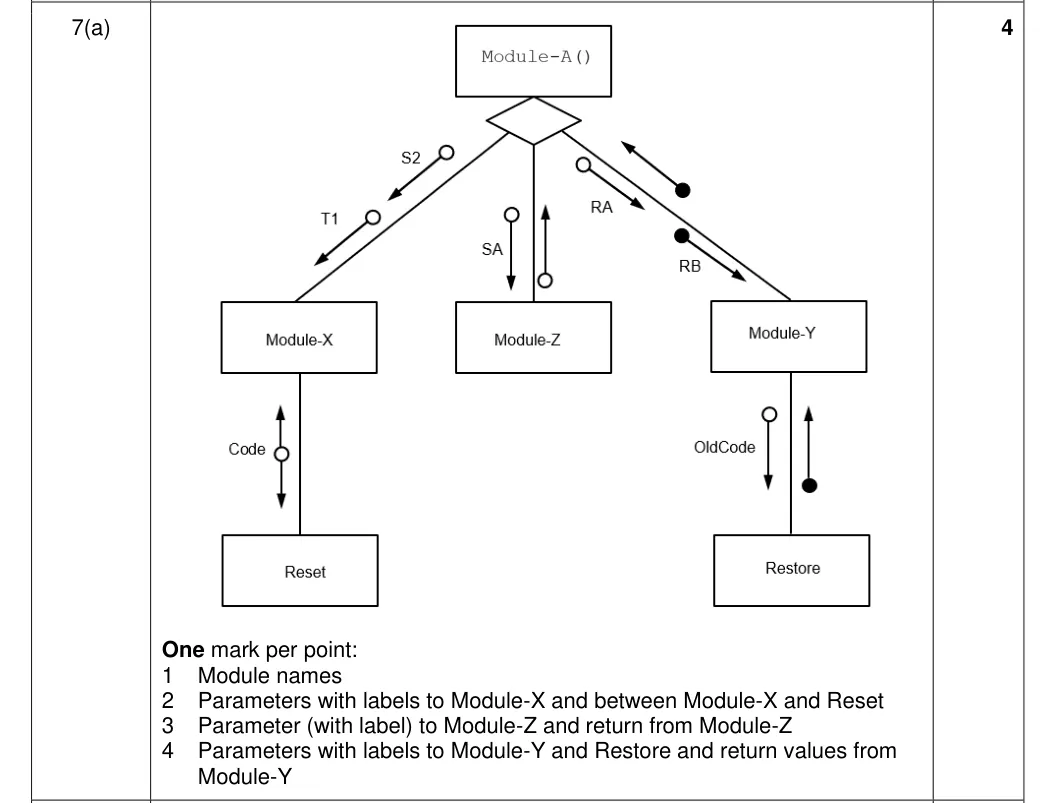 7(a)
4
Module-A()
S2
T1
SA
RA
RB
Module-X
Module-Z
Module-Y
Code
OldCode
Reset
Restore
One mark per point:
1 Module names
2 Parameters with labels to Module-X and between Module-X and Reset
3 Parameter (with label) to Module-Z and return from Module-Z
4 Parameters with labels to Module-Y and Restore and return values from
Module-Y